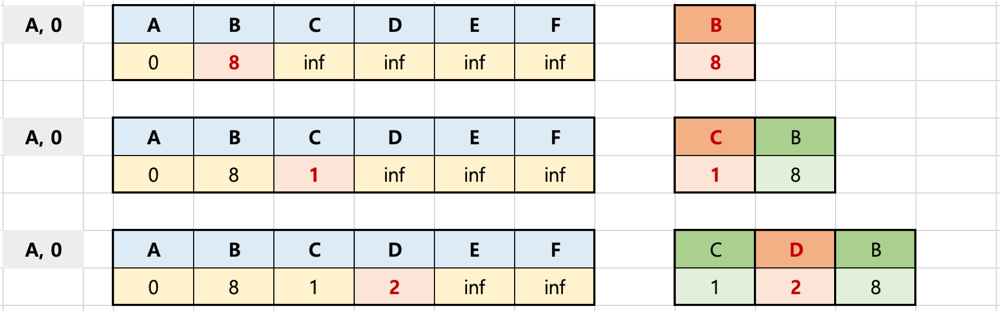 A, 0 A B C D E F B
0 8 inf inf inf inf 8
A, 0 A B C D E F C B
0 8 1 inf inf inf 1 8
A, 0 A B C D E F C D B
0 8 1 2 inf inf 1 2 8